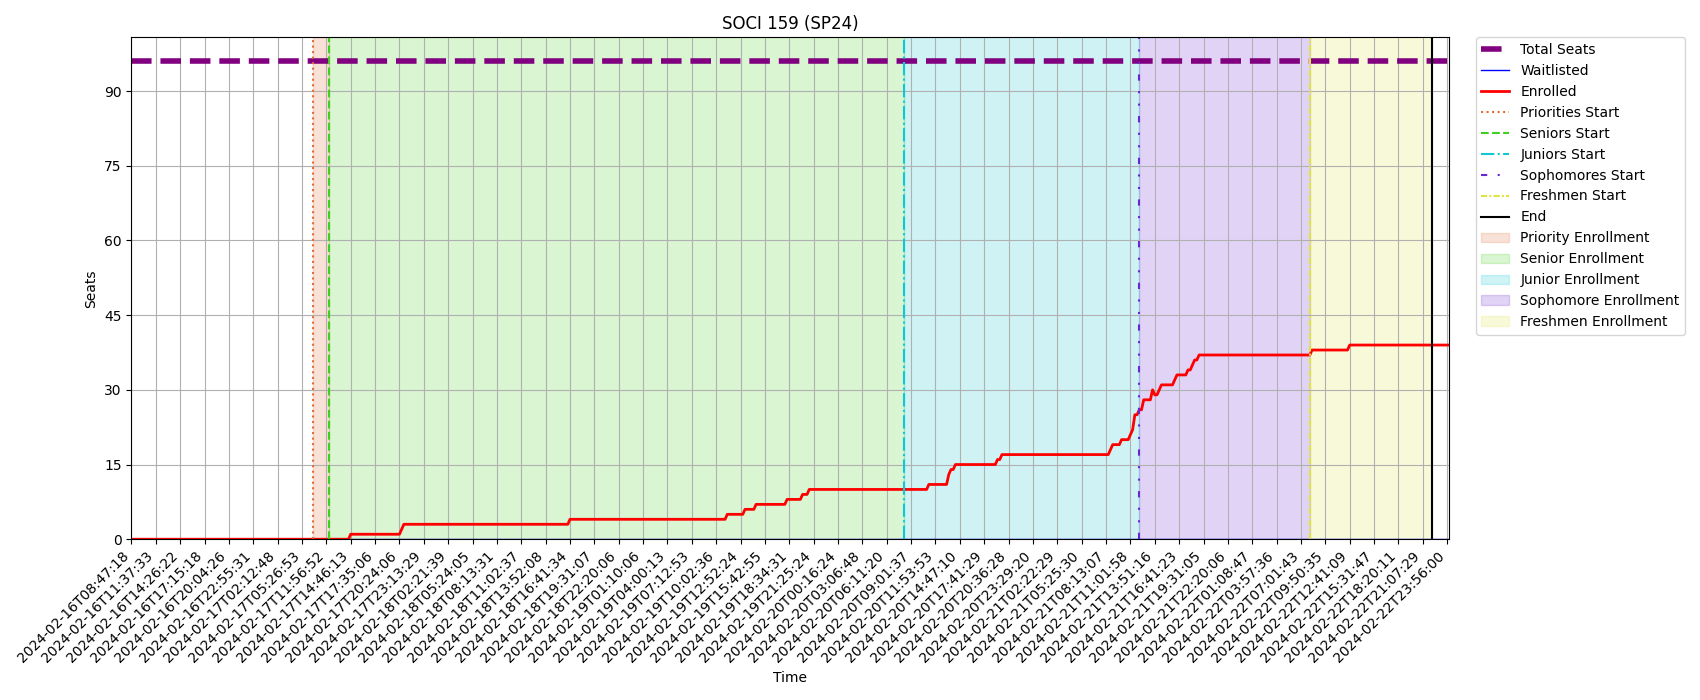 SOCI 159 (SP24)
Seats
90
75
60
45
30
15
0
2024-02-16T08:47:18
2024-02-16T11:37:33
2024-02-16T14:26:22
2024-02-16T17:15:18
2024-02-16T20:04:26
2024-02-16T22:55:31
2024-02-17T02:12:48
2024-02-17T05:26:53
2024-02-17T11:56:52
2024-02-17T14:46:13
2024-02-17T17:35:06
2024-02-17T20:24:06
2024-02-17T23:13:29
2024-02-18T02:21:39
2024-02-18T05:24:05
2024-02-18T08:13:31
2024-02-18T11:02:37
2024-02-18T13:52:08
2024-02-18T16:41:34
2024-02-18T19:31:07
2024-02-18T22:20:06
2024-02-19T01:10:06
2024-02-19T04:00:13
2024-02-19T07:12:53
2024-02-19T10:02:36
2024-02-19T12:52:24
2024-02-19T15:42:55
2024-02-19T18:34:31
2024-02-19T21:25:24
2024-02-20T00:16:24
2024-02-20T03:06:48
2024-02-20T06:11:20
2024-02-20T09:01:37
2024-02-20T11:53:53
2024-02-20T14:47:10
2024-02-20T17:41:29
2024-02-20T20:36:28
2024-02-20T23:29:20
2024-02-21T02:22:29
2024-02-21T05:25:30
2024-02-21T08:13:07
2024-02-21T11:01:58
2024-02-21T13:51:16
2024-02-21T16:41:23
2024-02-21T19:31:05
2024-02-21T22:20:06
2024-02-22T01:08:47
2024-02-22T03:57:36
2024-02-22T07:01:43
2024-02-22T09:50:35
2024-02-22T12:41:09
2024-02-22T15:31:47
2024-02-22T18:20:11
2024-02-22T21:07:29
2024-02-22T23:56:00
Time
Total Seats
Waitlisted
Enrolled
Priorities Start
Seniors Start
Juniors Start
Sophomores Start
Freshmen Start
End
Priority Enrollment
Senior Enrollment
Junior Enrollment
Sophomore Enrollment
Freshmen Enrollment